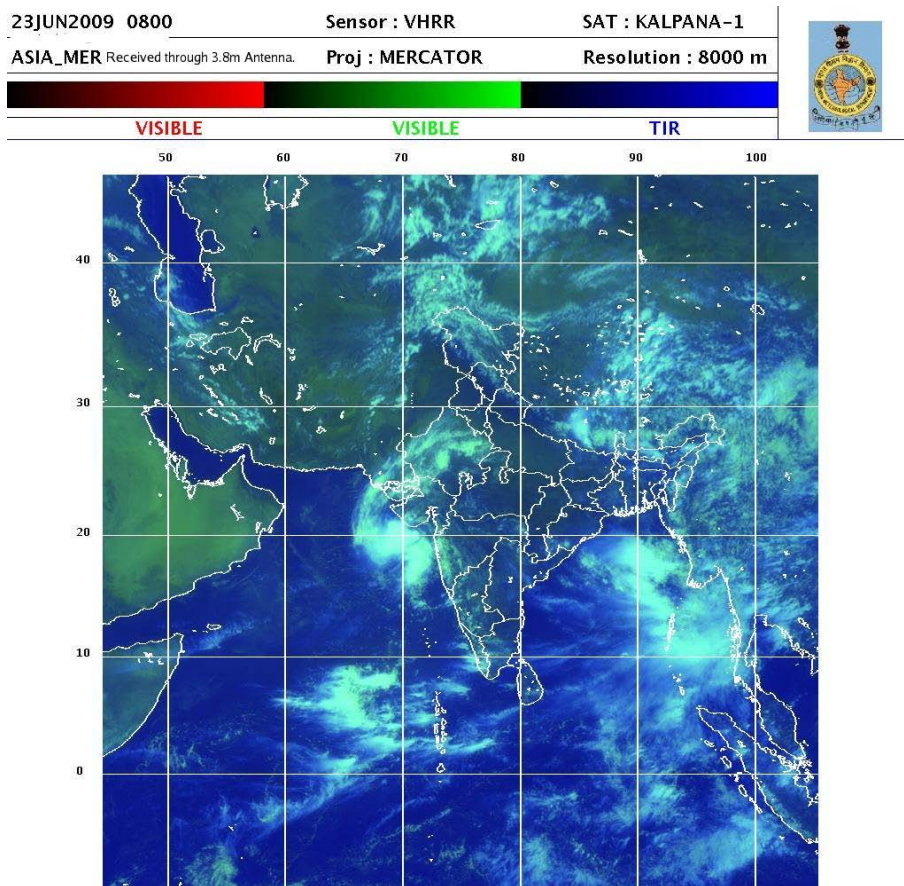 23JUN2009 0800 Sensor : VHRR SAT : KALPANA-1
ASIA_MER Received through 3.8m Antenna. Proj : MERCATOR Resolution : 8000 m
VISIBLE VISIBLE TIR
50 60 70 80 90 100
40
30
20
10
0